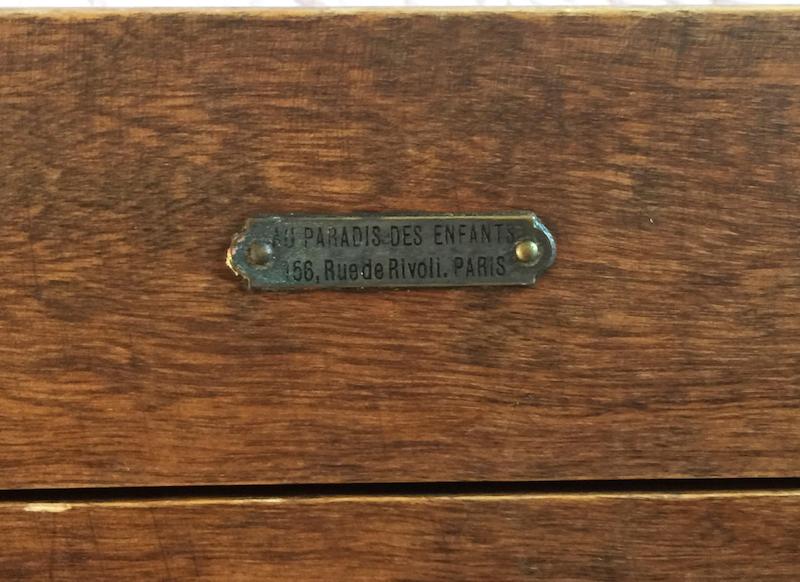 AU PARADIS DES ENFANTS
156, Rue de Rivoli. PARIS